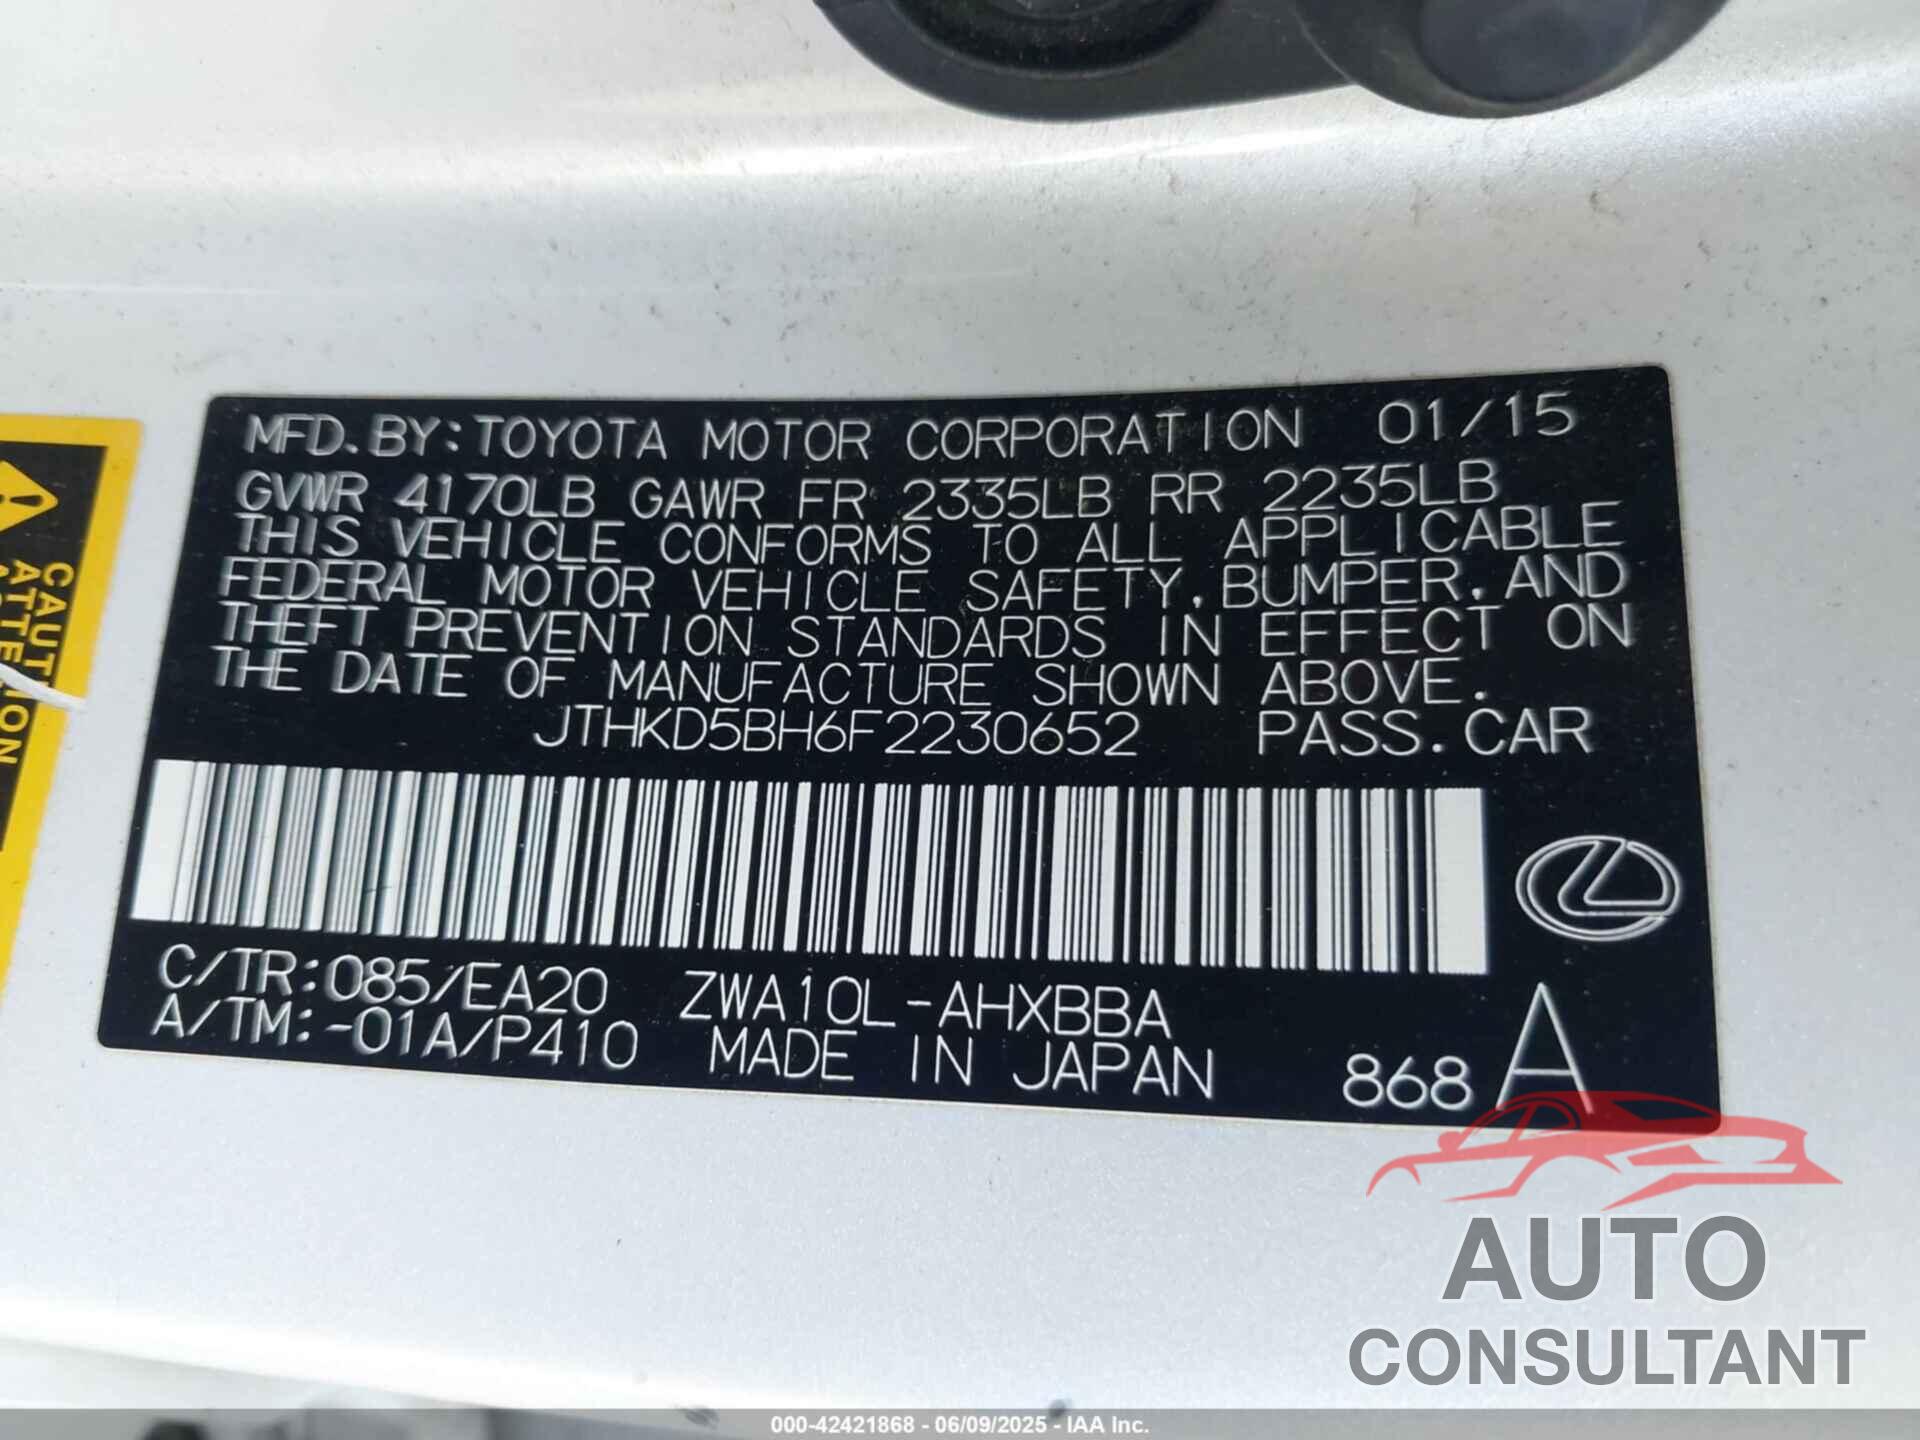 MFD.BY:TOYOTA MOTOR CORPORATION 01/15
GVWR 4170LB GAWR FR 2335LB RR 2235LB
THIS VEHICLE CONFORMS TO ALL APPLICABLE
FEDERAL MOTOR VEHICLE SAFETY, BUMPER, AND
THEFT PREVENTION STANDARDS IN EFFECT ON
THE DATE OF MANUFACTURE SHOWN ABOVE.
JTHKD5BH6F2230652 PASS.CAR
C/TR:085/EA20 ZWA10L-AHXBBA
A/TM:-01A/P410 MADE IN JAPAN 868 A
CAUTION
AUTO
CONSULTANT
000-42421868 - 06/09/2025 - IAA Inc.